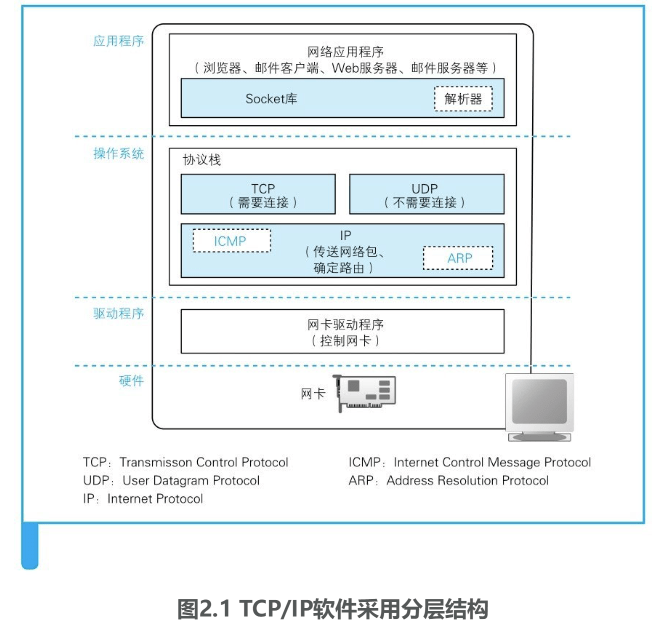 应用程序
网络应用程序
（浏览器、邮件客户端、Web服务器、邮件服务器等）
Socket库
解析器
操作系统
协议栈
TCP
（需要连接）
UDP
（不需要连接）
ICMP
IP
（传送网络包、
确定路由）
ARP
驱动程序
网卡驱动程序
（控制网卡）
硬件
网卡
TCP：Transmisson Control Protocol
UDP：User Datagram Protocol
IP：Internet Protocol
ICMP：Internet Control Message Protocol
ARP：Address Resolution Protocol
图2.1 TCP/IP软件采用分层结构